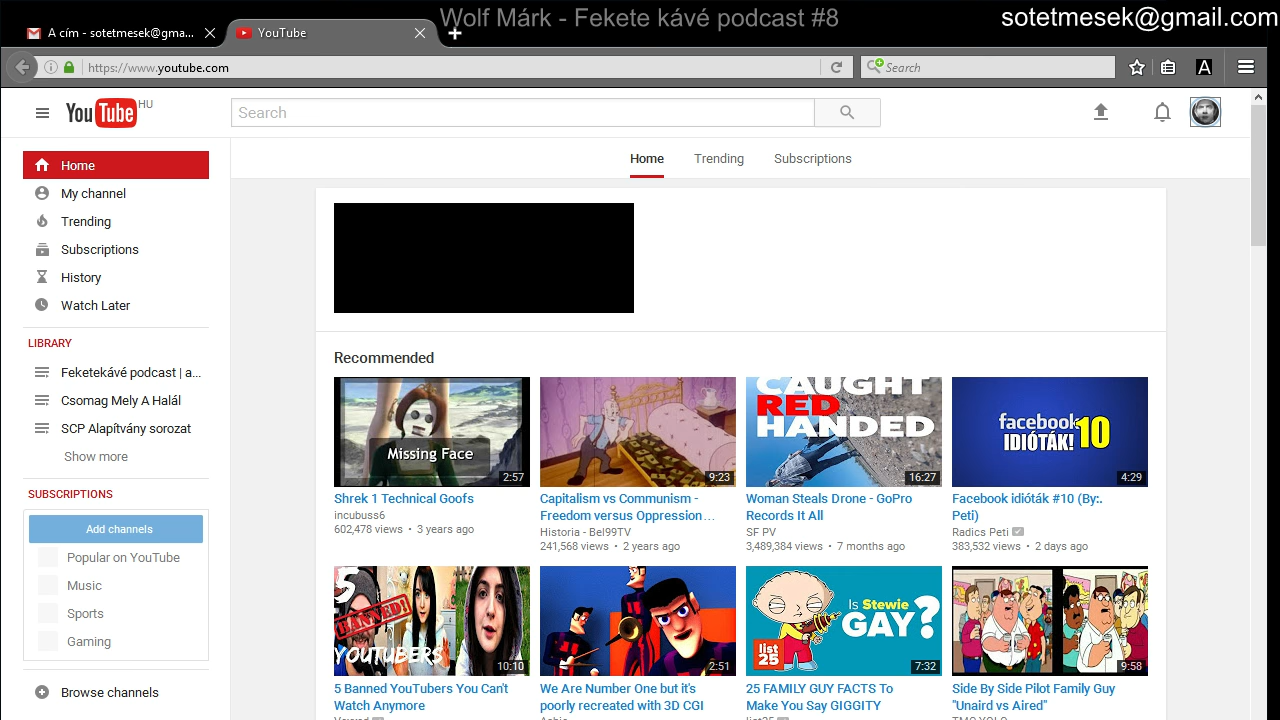 Wolf Márk - Fekete kávé podcast #8
sotetmesek@gmail.com
A cím - sotetmesek@gma...
YouTube
https://www.youtube.com
Search
A
YouTube HU
Search
Home
My channel
Trending
Subscriptions
History
Watch Later
LIBRARY
Feketekávé podcast | a...
Csomag Mely A Halál
SCP Alapítvány sorozat
Show more
SUBSCRIPTIONS
Add channels
Popular on YouTube
Music
Sports
Gaming
Browse channels
Home
Trending
Subscriptions
Recommended
Missing Face
2:57
Shrek 1 Technical Goofs
incubuss6
602,478 views • 3 years ago
9:23
Capitalism vs Communism -
Freedom versus Oppression…
Historia - Bel99TV
241,568 views • 2 years ago
CAUGHT
RED
HANDED
16:27
Woman Steals Drone - GoPro
Records It All
SF PV
3,489,384 views • 7 months ago
facebook
IDIÓTÁK! 10
4:29
Facebook idióták #10 (By:.
Peti)
Radics Peti
383,532 views • 2 days ago
5
BANNED!
YOUTUBERS
10:10
5 Banned YouTubers You Can't
Watch Anymore
2:51
We Are Number One but it's
poorly recreated with 3D CGI
Is Stewie
GAY?
list
25
7:32
25 FAMILY GUY FACTS To
Make You Say GIGGITY
9:58
Side By Side Pilot Family Guy
"Unaird vs Aired"